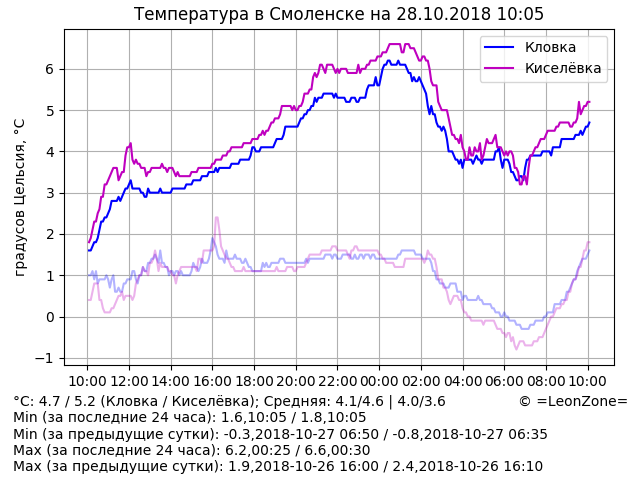 Температура в Смоленске на 28.10.2018 10:05
Кловка
Киселёвка
градусов Цельсия, °C
6
5
4
3
2
1
0
−1
10:00 12:00 14:00 16:00 18:00 20:00 22:00 00:00 02:00 04:00 06:00 08:00 10:00
°C: 4.7 / 5.2 (Кловка / Киселёвка); Средняя: 4.1/4.6 | 4.0/3.6 © =LeonZone=
Min (за последние 24 часа): 1.6,10:05 / 1.8,10:05
Min (за предыдущие сутки): -0.3,2018-10-27 06:50 / -0.8,2018-10-27 06:35
Max (за последние 24 часа): 6.2,00:25 / 6.6,00:30
Max (за предыдущие сутки): 1.9,2018-10-26 16:00 / 2.4,2018-10-26 16:10